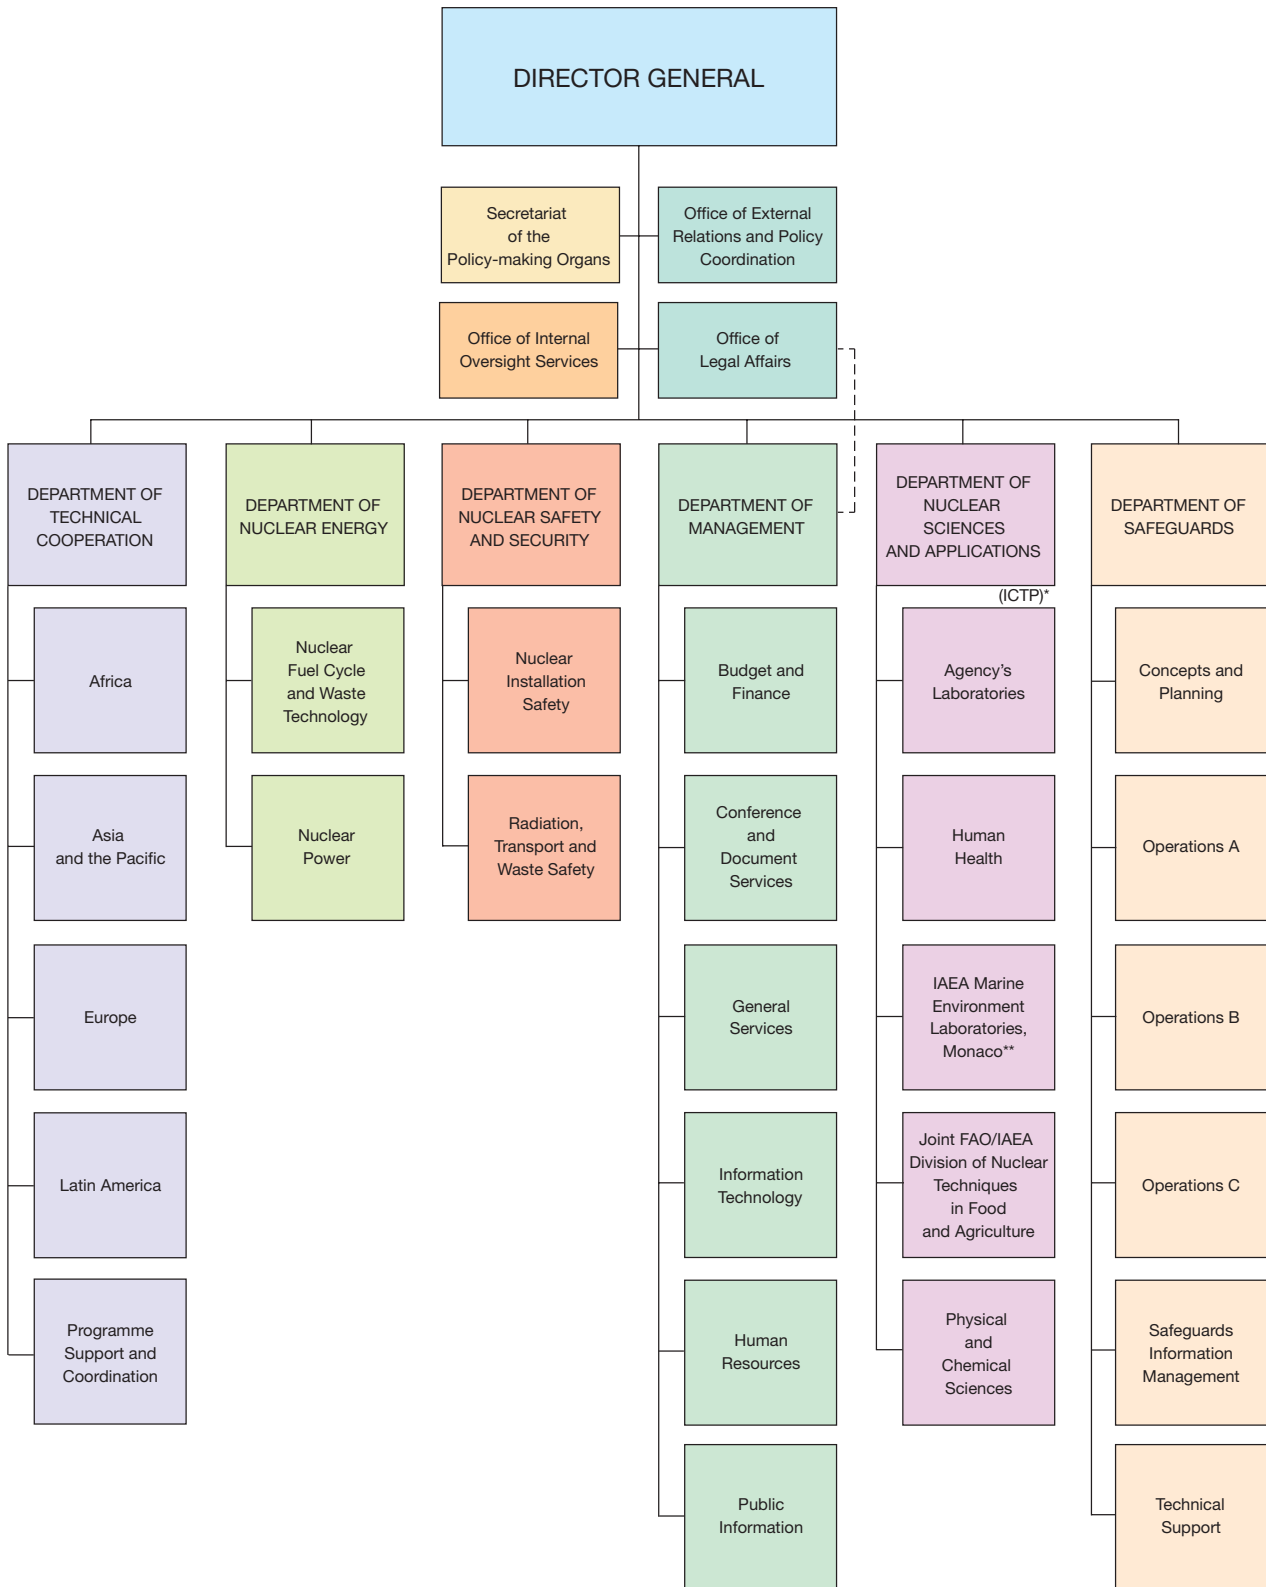 DIRECTOR GENERAL
Secretariat
of the
Policy-making Organs
Office of External
Relations and Policy
Coordination
Office of Internal
Oversight Services
Office of
Legal Affairs
DEPARTMENT OF
TECHNICAL
COOPERATION
DEPARTMENT OF
NUCLEAR ENERGY
DEPARTMENT OF
NUCLEAR SAFETY
AND SECURITY
DEPARTMENT OF
MANAGEMENT
DEPARTMENT OF
NUCLEAR
SCIENCES
AND APPLICATIONS
(ICTP)*
DEPARTMENT OF
SAFEGUARDS
Africa
Asia
and the Pacific
Europe
Latin America
Programme
Support and
Coordination
Nuclear
Fuel Cycle
and Waste
Technology
Nuclear
Power
Nuclear
Installation
Safety
Radiation,
Transport and
Waste Safety
Budget and
Finance
Conference
and
Document
Services
General
Services
Information
Technology
Human
Resources
Public
Information
Agency's
Laboratories
Human
Health
IAEA Marine
Environment
Laboratories,
Monaco**
Joint FAO/IAEA
Division of Nuclear
Techniques
in Food
and Agriculture
Physical
and
Chemical
Sciences
Concepts and
Planning
Operations A
Operations B
Operations C
Safeguards
Information
Management
Technical
Support